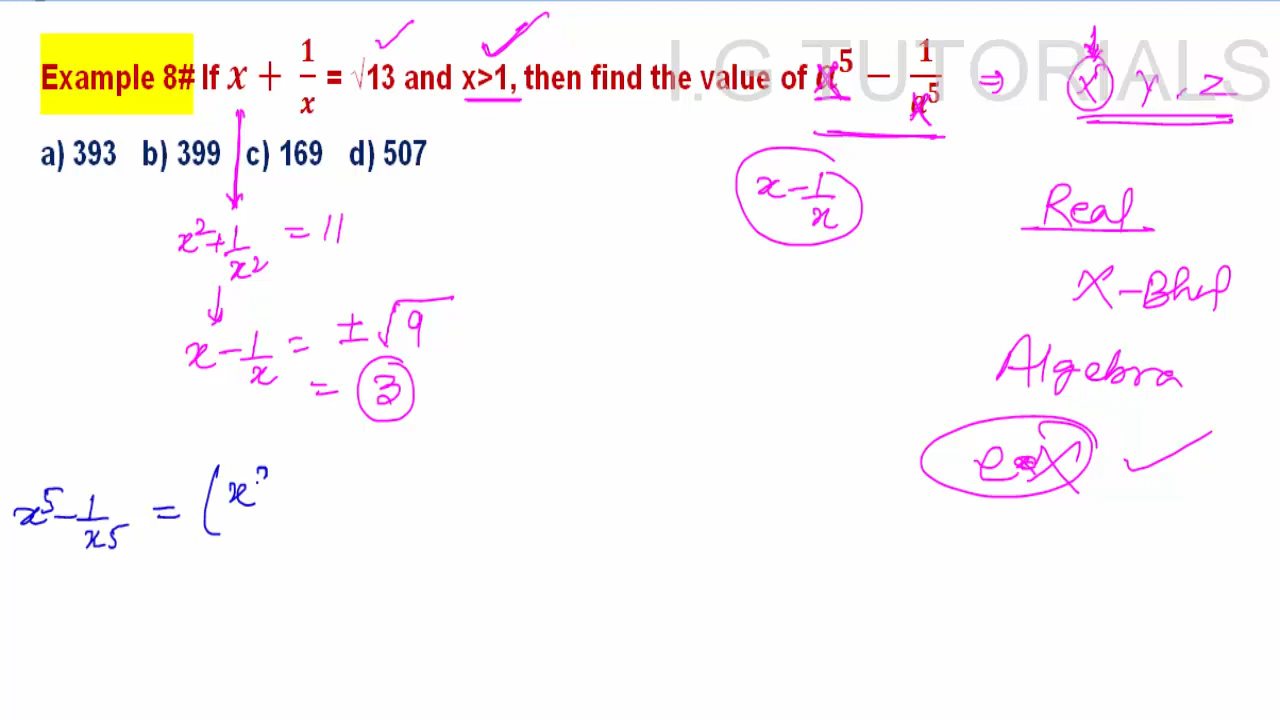 I.G TUTORIALS
Example 8# If x + 1/x = √13 and x>1, then find the value of x⁵ − 1/x⁵ ⇒ x, y, z
a) 393 b) 399 c) 169 d) 507
x − 1/x
x² + 1/x² = 11
Real
x − 1/x = ± √9
= 3
Algebra
x⁵ − 1/x⁵ = (x